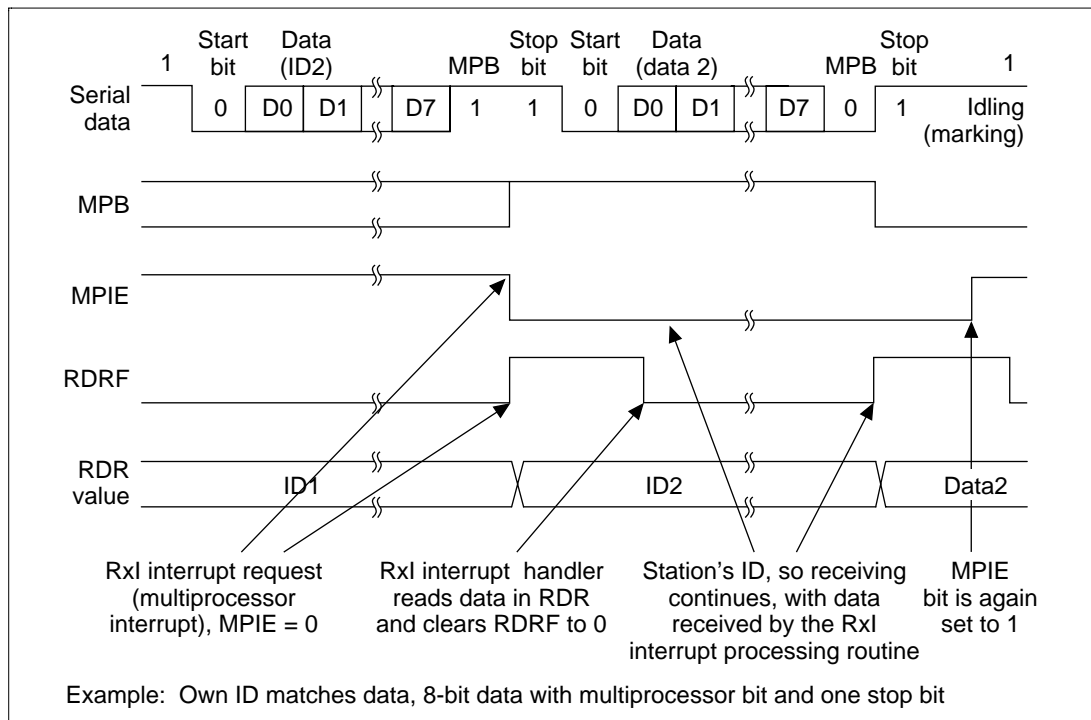 Start Data Stop Start Data Stop
1 bit (ID2) MPB bit bit (data 2) MPB bit 1
Serial data 0 D0 D1 D7 1 1 0 D0 D1 D7 0 1 Idling (marking)
MPB
MPIE
RDRF
RDR value ID1 ID2 Data2
RxI interrupt request
(multiprocessor
interrupt), MPIE = 0
RxI interrupt handler
reads data in RDR
and clears RDRF to 0
Station's ID, so receiving
continues, with data
received by the RxI
interrupt processing routine
MPIE
bit is again
set to 1
Example: Own ID matches data, 8-bit data with multiprocessor bit and one stop bit